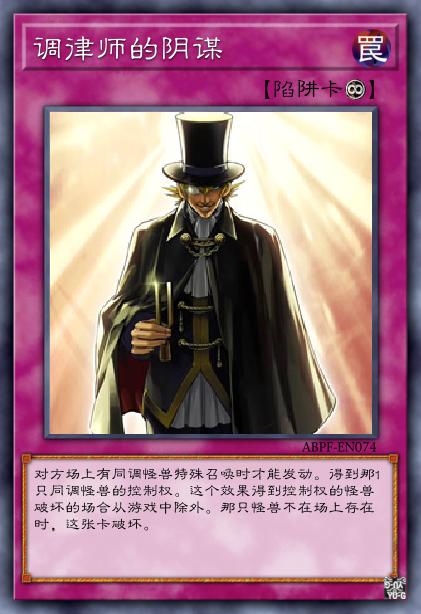 调律师的阴谋
罠
【陷阱卡♾】
ABPF-EN074
对方场上有同调怪兽特殊召唤时才能发动。得到那1
只同调怪兽的控制权。这个效果得到控制权的怪兽
破坏的场合从游戏中除外。那只怪兽不在场上存在
时，这张卡破坏。